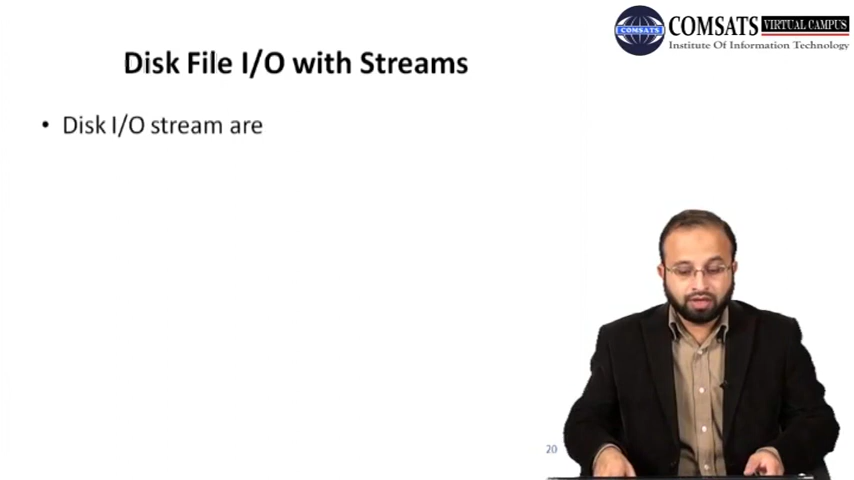 COMSATS VIRTUAL CAMPUS
COMSATS
Institute Of Information Technology
Disk File I/O with Streams
• Disk I/O stream are
20